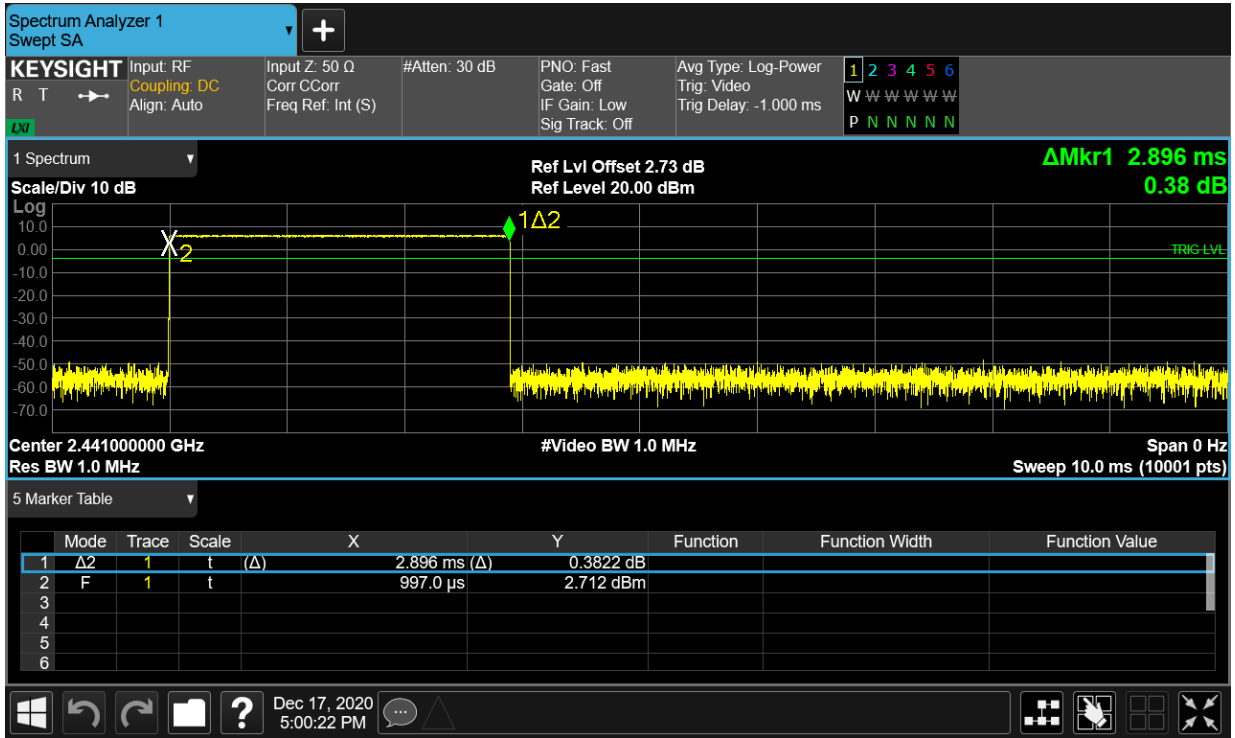 Spectrum Analyzer 1
Swept SA
KEYSIGHT
R T
LXI
Input: RF
Coupling: DC
Align: Auto
Input Z: 50 Ω
Corr CCorr
Freq Ref: Int (S)
#Atten: 30 dB
PNO: Fast
Gate: Off
IF Gain: Low
Sig Track: Off
Avg Type: Log-Power
Trig: Video
Trig Delay: -1.000 ms
1 2 3 4 5 6
W W W W W W
P N N N N N
1 Spectrum
Scale/Div 10 dB
Ref Lvl Offset 2.73 dB
Ref Level 20.00 dBm
ΔMkr1 2.896 ms
0.38 dB
Log
10.0
0.00
-10.0
-20.0
-30.0
-40.0
-50.0
-60.0
-70.0
X
2
1Δ2
TRIG LVL
Center 2.441000000 GHz
#Video BW 1.0 MHz
Span 0 Hz
Res BW 1.0 MHz
Sweep 10.0 ms (10001 pts)
5 Marker Table
Mode Trace Scale X Y Function Function Width Function Value
1 Δ2 1 t (Δ) 2.896 ms (Δ) 0.3822 dB
2 F 1 t 997.0 µs 2.712 dBm
3
4
5
6
?
Dec 17, 2020
5:00:22 PM